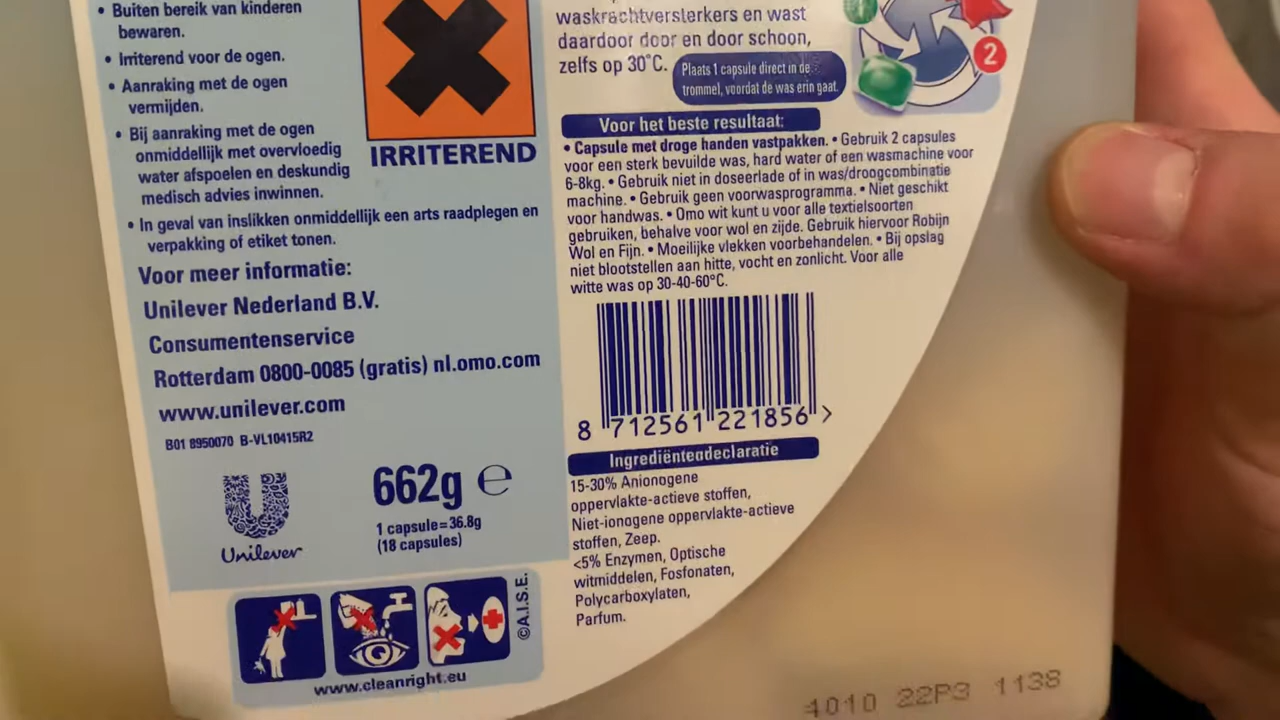 • Buiten bereik van kinderen
bewaren.
• Irriterend voor de ogen.
• Aanraking met de ogen
vermijden.
• Bij aanraking met de ogen
onmiddellijk met overvloedig
water afspoelen en deskundig
medisch advies inwinnen.
• In geval van inslikken onmiddellijk een arts raadplegen en
verpakking of etiket tonen.
IRRITEREND
Voor meer informatie:
Unilever Nederland B.V.
Consumentenservice
Rotterdam 0800-0085 (gratis) nl.omo.com
www.unilever.com
B01 8950070 B-VL10415R2
Unilever
662g e
1 capsule=36.8g
(18 capsules)
©A.I.S.E.
www.cleanright.eu
waskrachtversterkers en wast
daardoor door en door schoon,
zelfs op 30°C.
Plaats 1 capsule direct in de
trommel, voordat de was erin gaat.
2
Voor het beste resultaat:
• Capsule met droge handen vastpakken. • Gebruik 2 capsules
voor een sterk bevuilde was, hard water of een wasmachine voor
6-8kg. • Gebruik niet in doseerlade of in was/droogcombinatie
machine. • Gebruik geen voorwasprogramma. • Niet geschikt
voor handwas. • Omo wit kunt u voor alle textielsoorten
gebruiken, behalve voor wol en zijde. Gebruik hiervoor Robijn
Wol en Fijn. • Moeilijke vlekken voorbehandelen. • Bij opslag
niet blootstellen aan hitte, vocht en zonlicht. Voor alle
witte was op 30-40-60°C.
8 712561 221856 >
Ingrediëntendeclaratie
15-30% Anionogene
oppervlakte-actieve stoffen,
Niet-ionogene oppervlakte-actieve
stoffen, Zeep.
<5% Enzymen, Optische
witmiddelen, Fosfonaten,
Polycarboxylaten,
Parfum.
4010 22P3 1138